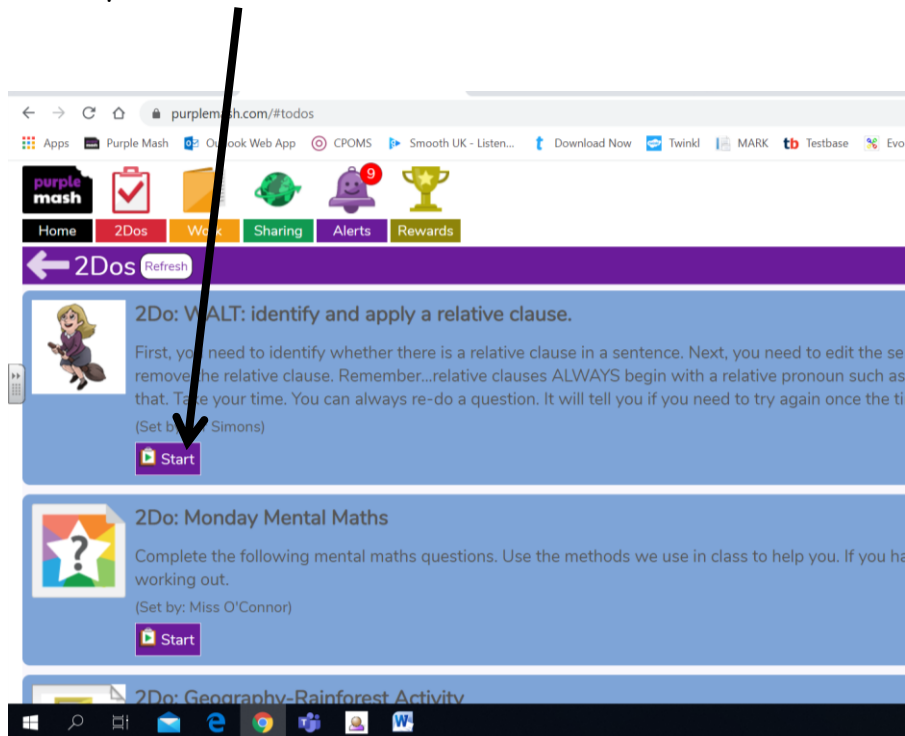 purplemash.com/#todos
Apps Purple Mash Outlook Web App CPOMS Smooth UK - Listen... Download Now Twinkl MARK tb Testbase Evo
purple
mash
9
Home 2Dos Work Sharing Alerts Rewards
2Dos Refresh
2Do: WALT: identify and apply a relative clause.
First, you need to identify whether there is a relative clause in a sentence. Next, you need to edit the se
remove the relative clause. Remember...relative clauses ALWAYS begin with a relative pronoun such as
that. Take your time. You can always re-do a question. It will tell you if you need to try again once the ti
(Set by: Simons)
Start
2Do: Monday Mental Maths
Complete the following mental maths questions. Use the methods we use in class to help you. If you ha
working out.
(Set by: Miss O'Connor)
Start
2Do: Geography-Rainforest Activity